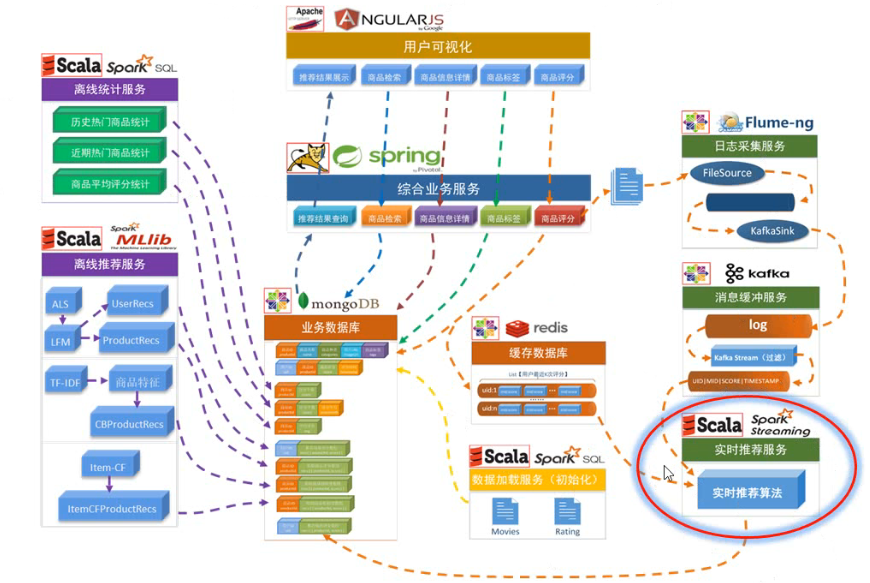 Apache
ANGULARJS
by Google
用户可视化
推荐结果展示
商品检索
商品信息详情
商品标签
商品评分
Scala
Spark SQL
离线统计服务
历史热门商品统计
近期热门商品统计
商品平均评分统计
spring
by Pivotal
综合业务服务
推荐结果查询
商品检索
商品信息详情
商品标签
商品评分
Flume-ng
日志采集服务
FileSource
KafkaSink
Scala
Spark
MLlib
离线推荐服务
ALS
UserRecs
LFM
ProductRecs
TF-IDF
商品特征
CBProductRecs
Item-CF
ItemCFProductRecs
mongoDB
业务数据库
redis
缓存数据库
List【用户最近K次评分】
uid:1
uid:n
kafka
消息缓冲服务
log
Kafka Stream（过滤）
UID|MID|SCORE|TIMESTAMP
Scala
Spark SQL
数据加载服务（初始化）
Movies
Rating
Scala
Spark
Streaming
实时推荐服务
实时推荐算法